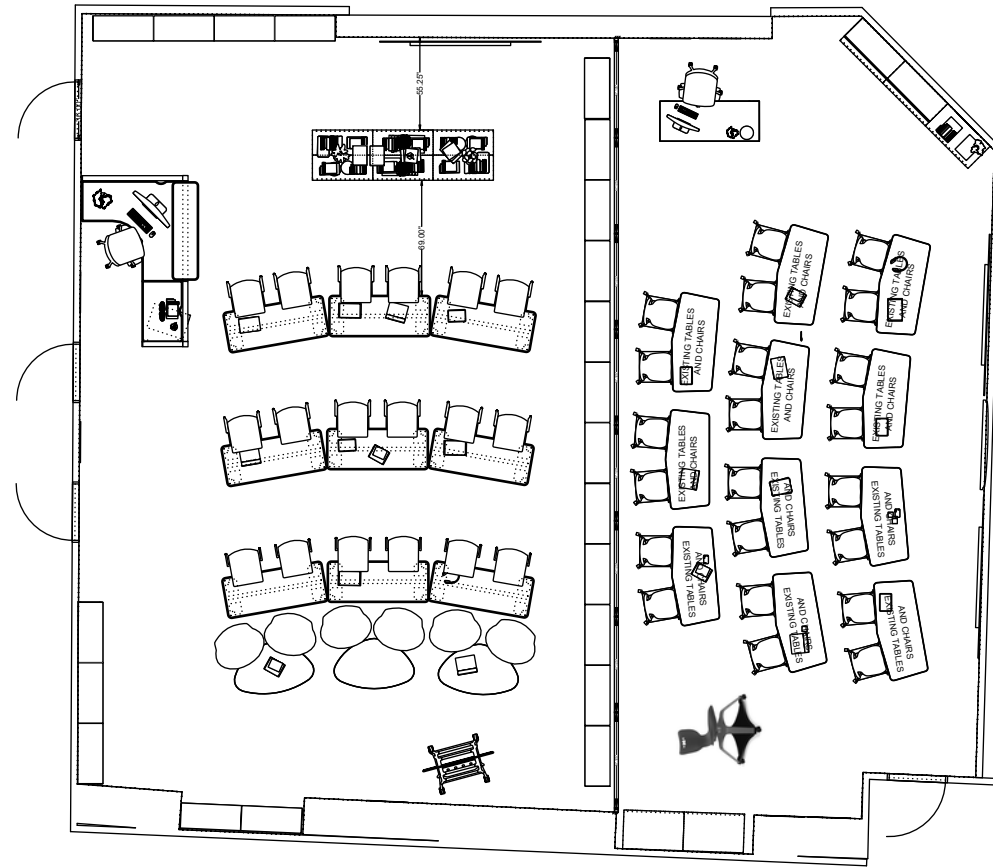 55.25"
69.00"
EXISTING TABLES
AND CHAIRS
EXISTING TABLES
AND CHAIRS
EXISTING TABLES
AND CHAIRS
EXISTING TABLES
AND CHAIRS
EXISTING TABLES
AND CHAIRS
EXISTING TABLES
AND CHAIRS
EXISTING TABLES
AND CHAIRS
EXISTING TABLES
AND CHAIRS
EXISTING TABLES
AND CHAIRS
EXISTING TABLES
AND CHAIRS
EXISTING TABLES
AND CHAIRS